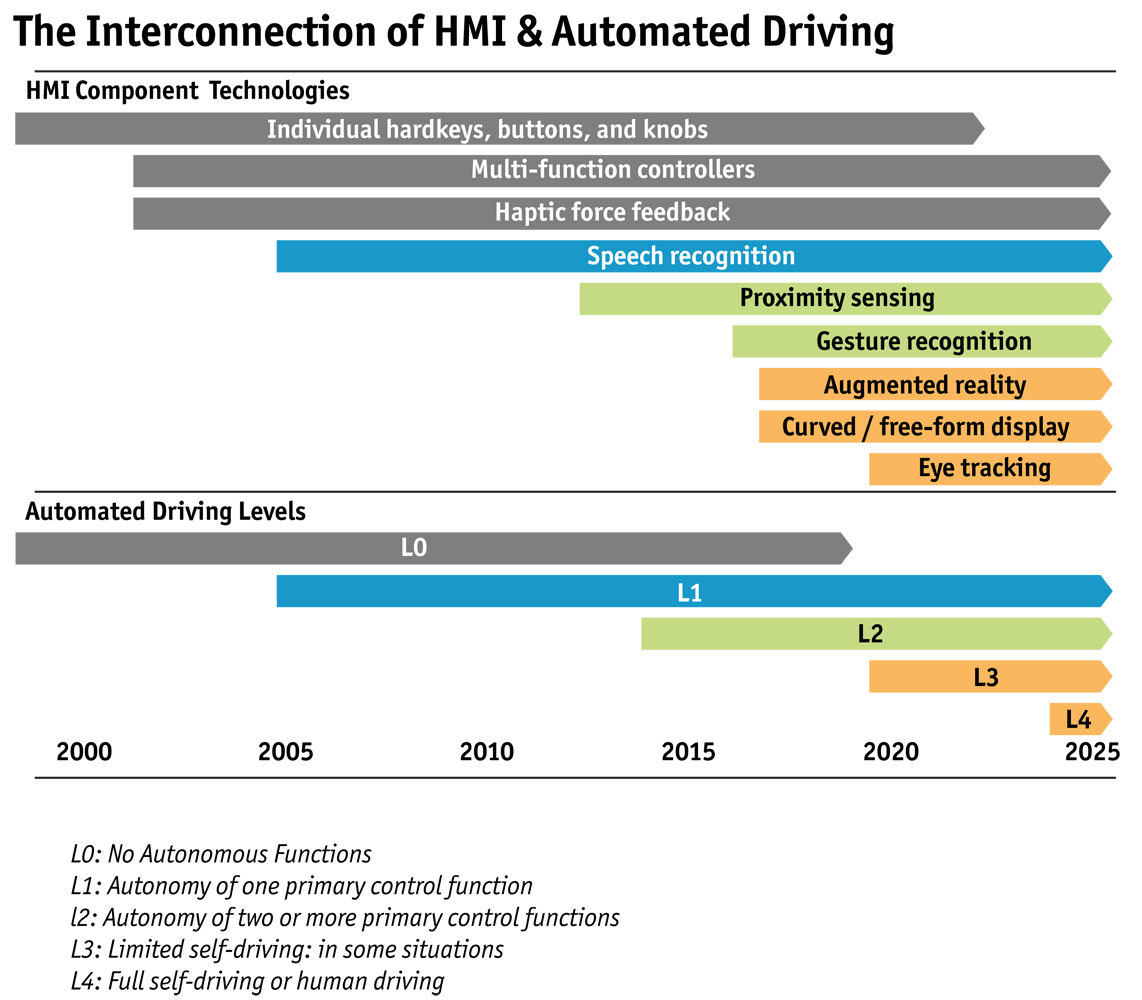 The Interconnection of HMI & Automated Driving
HMI Component Technologies
Individual hardkeys, buttons, and knobs
Multi-function controllers
Haptic force feedback
Speech recognition
Proximity sensing
Gesture recognition
Augmented reality
Curved / free-form display
Eye tracking
Automated Driving Levels
L0
L1
L2
L3
L4
2000 2005 2010 2015 2020 2025
L0: No Autonomous Functions
L1: Autonomy of one primary control function
l2: Autonomy of two or more primary control functions
L3: Limited self-driving: in some situations
L4: Full self-driving or human driving